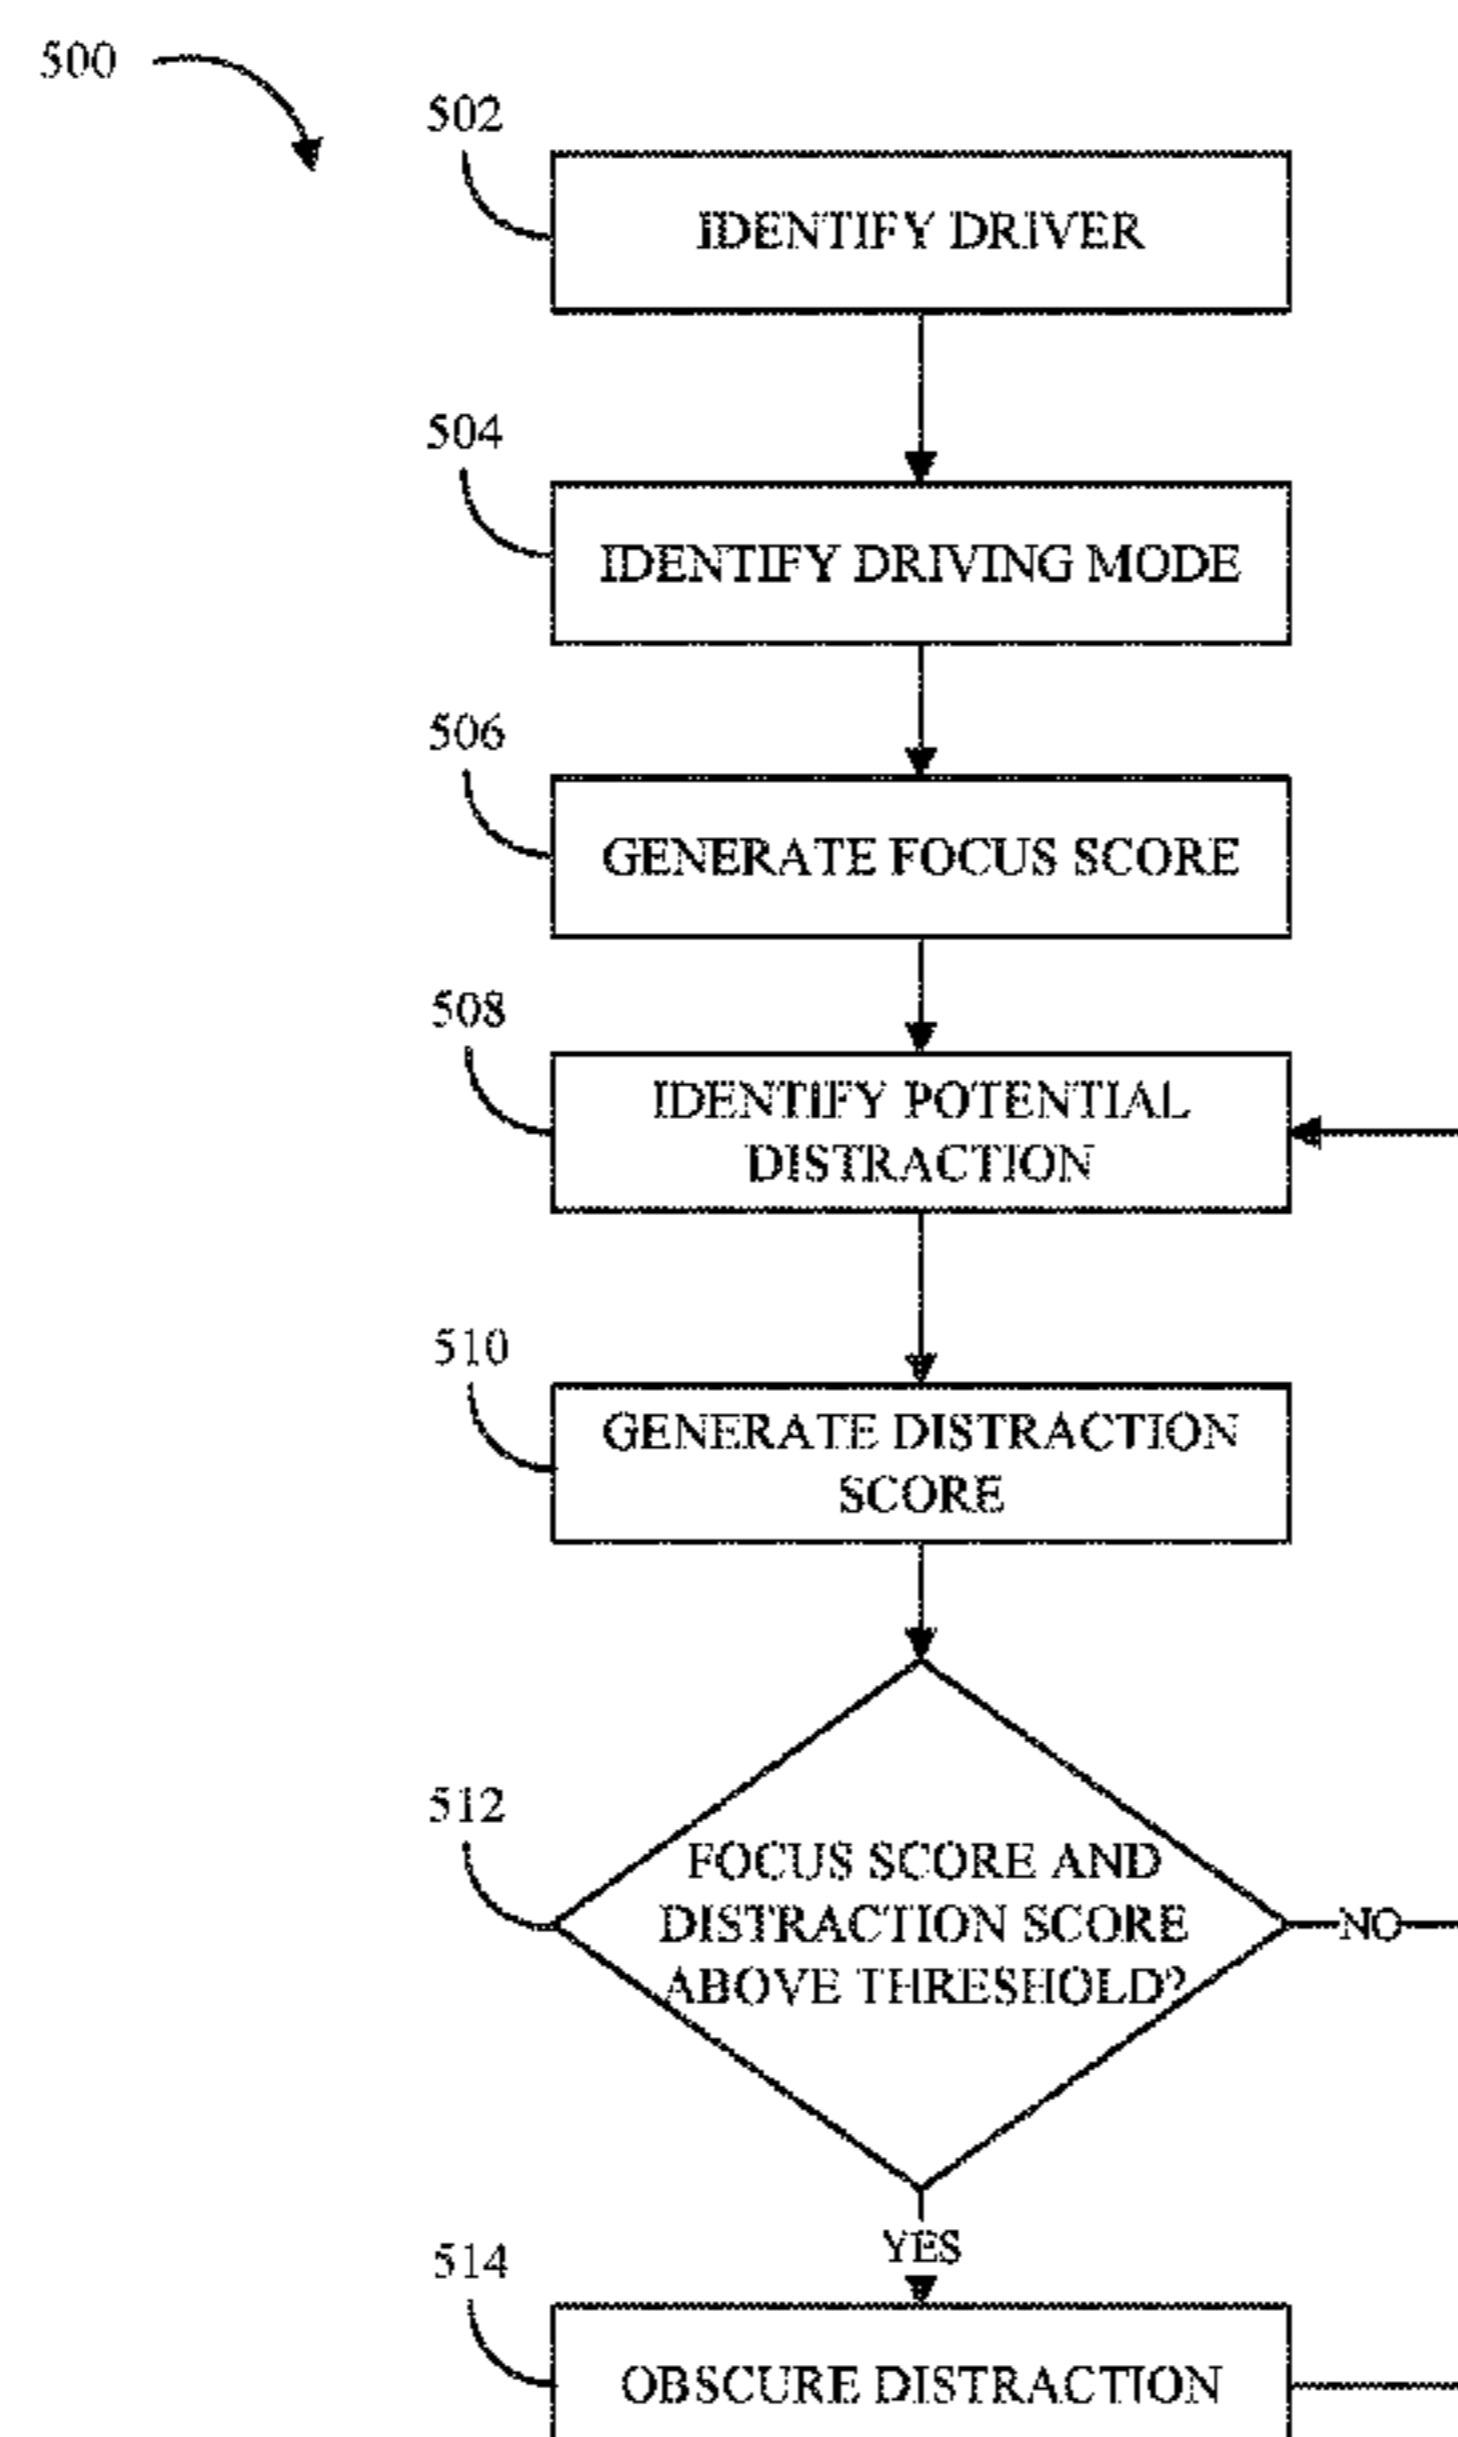 500
502
IDENTIFY DRIVER
504
IDENTIFY DRIVING MODE
506
GENERATE FOCUS SCORE
508
IDENTIFY POTENTIAL
DISTRACTION
510
GENERATE DISTRACTION
SCORE
512
FOCUS SCORE AND
DISTRACTION SCORE
ABOVE THRESHOLD?
NO
YES
514
OBSCURE DISTRACTION